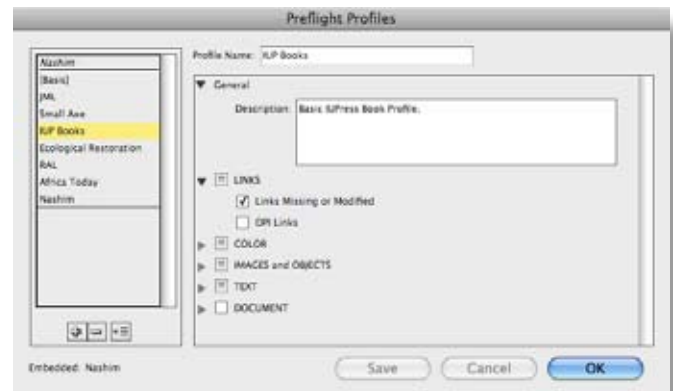 Preflight Profiles
Nashim
[Basic]
JML
Small Axe
IUP Books
Ecological Restoration
RAL
Africa Today
Nashim
Embedded: Nashim
Profile Name: IUP Books
General
Description: Basic IUPress Book Profile.
LINKS
Links Missing or Modified
OPI Links
COLOR
IMAGES and OBJECTS
TEXT
DOCUMENT
Save Cancel OK